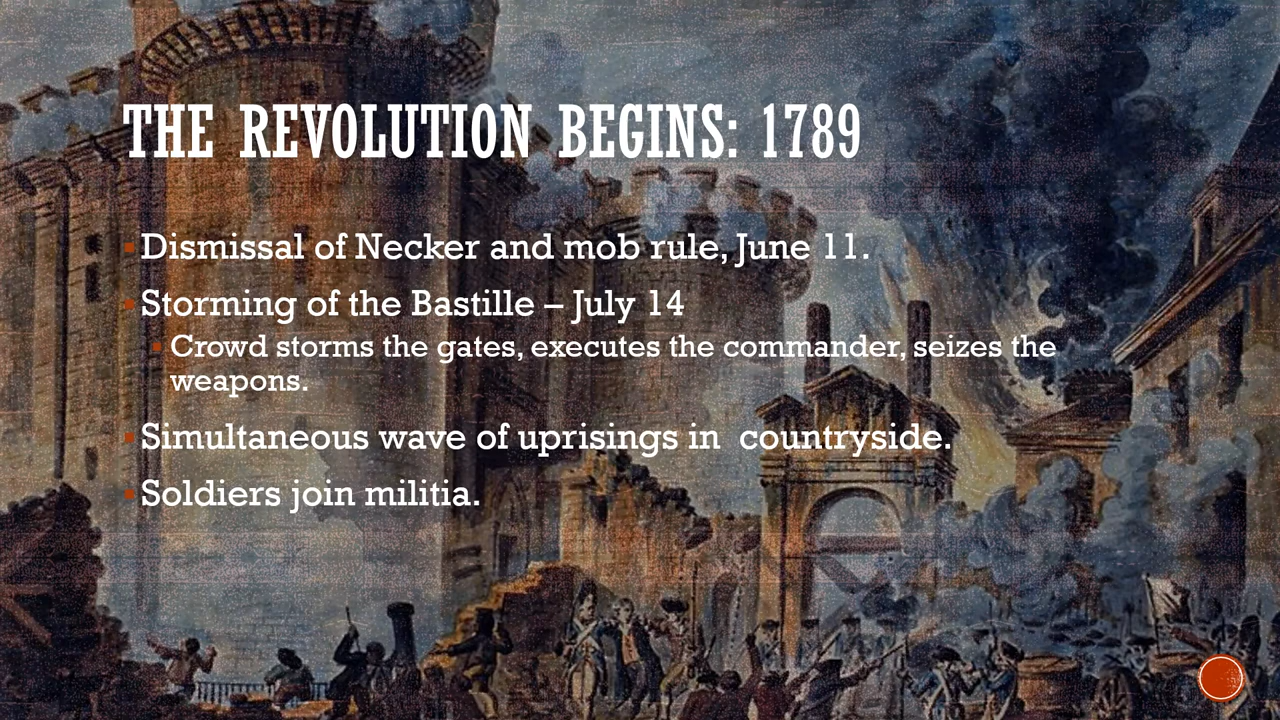 THE REVOLUTION BEGINS: 1789
Dismissal of Necker and mob rule, June 11.
Storming of the Bastille – July 14
Crowd storms the gates, executes the commander, seizes the
weapons.
Simultaneous wave of uprisings in  countryside.
Soldiers join militia.